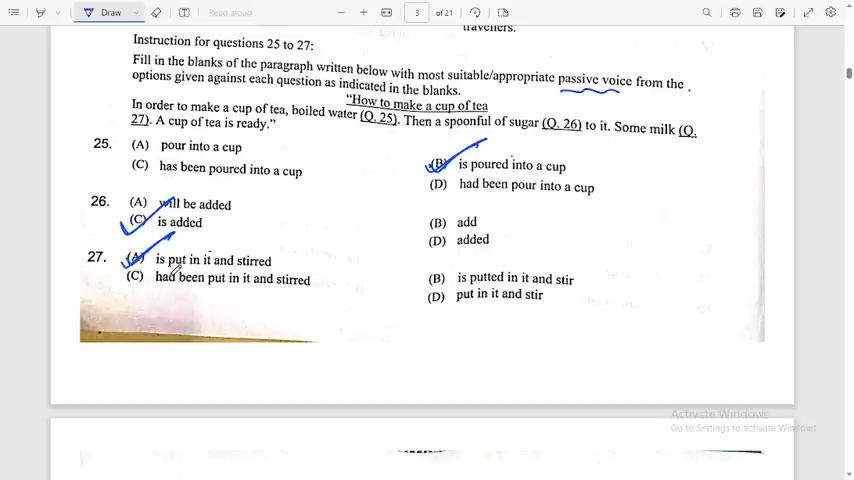 Draw
Read aloud
3 of 21
travellers.
Instruction for questions 25 to 27:
Fill in the blanks of the paragraph written below with most suitable/appropriate passive voice from the .
options given against each question as indicated in the blanks.
"How to make a cup of tea
In order to make a cup of tea, boiled water (Q. 25). Then a spoonful of sugar (Q. 26) to it. Some milk (Q.
27). A cup of tea is ready."
25. (A) pour into a cup
(B) is poured into a cup
(C) has been poured into a cup
(D) had been pour into a cup
26. (A) will be added
(B) add
(C) is added
(D) added
27. (A) is put in it and stirred
(B) is putted in it and stir
(C) had been put in it and stirred
(D) put in it and stir
Activate Windows
Go to Settings to activate Windows.